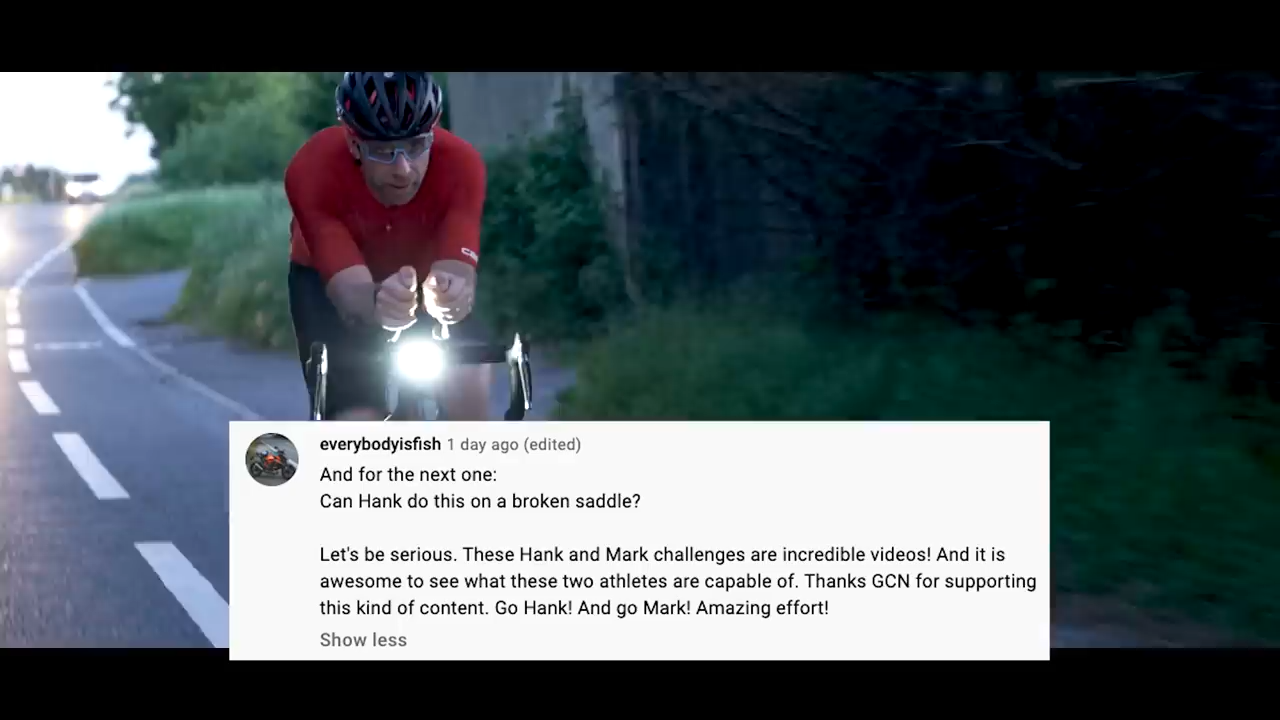 everybodyisfish 1 day ago (edited)
And for the next one:
Can Hank do this on a broken saddle?
Let's be serious. These Hank and Mark challenges are incredible videos! And it is
awesome to see what these two athletes are capable of. Thanks GCN for supporting
this kind of content. Go Hank! And go Mark! Amazing effort!
Show less